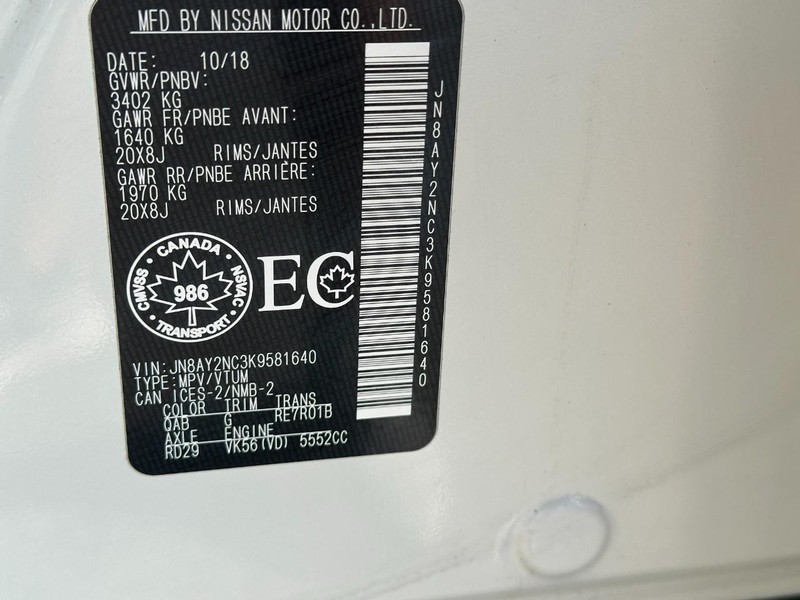 MFD BY NISSAN MOTOR CO.,LTD.
DATE: 10/18
GVWR/PNBV:
3402 KG
GAWR FR/PNBE AVANT:
1640 KG
20X8J RIMS/JANTES
GAWR RR/PNBE ARRIÈRE:
1970 KG
20X8J RIMS/JANTES
CANADA
CMVSS 986 NSVAC
TRANSPORT
EC
VIN:JN8AY2NC3K9581640
TYPE:MPV/VTUM
CAN ICES-2/NMB-2
COLOR TRIM TRANS
QAB G RE7R01B
AXLE ENGINE
RD29 VK56(VD) 5552CC
JN8AY2NC3K9581640